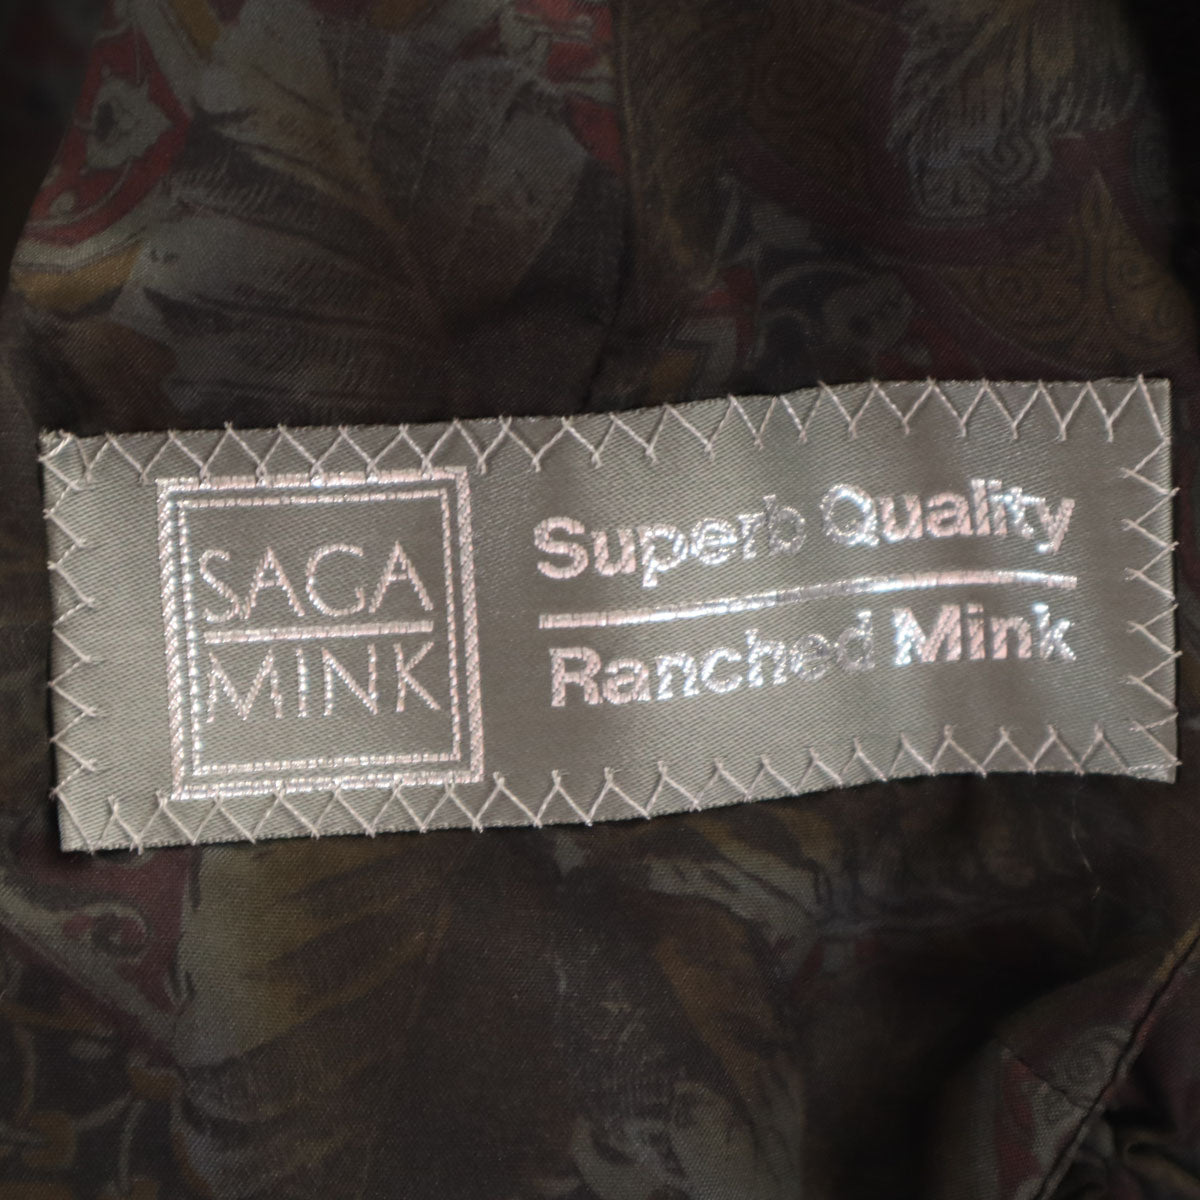 SAGA
MINK
Superb Quality
Ranched Mink